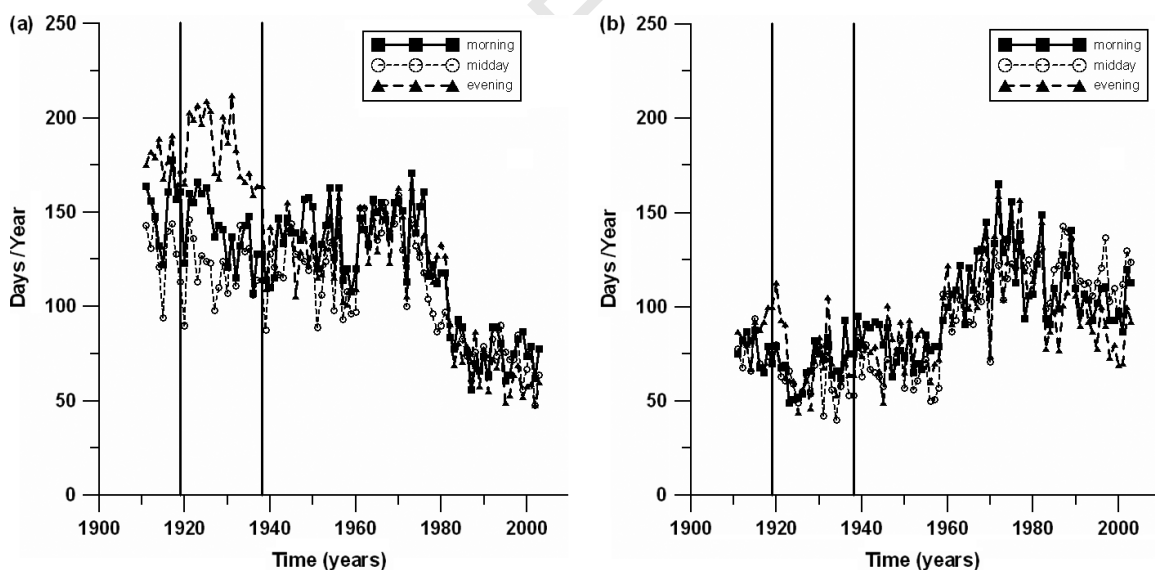 (a)
250
200
150
100
50
0
Days /Year
1900 1920 1940 1960 1980 2000
Time (years)
morning
midday
evening
(b)
250
200
150
100
50
0
Days/Year
1900 1920 1940 1960 1980 2000
Time (years)
morning
midday
evening